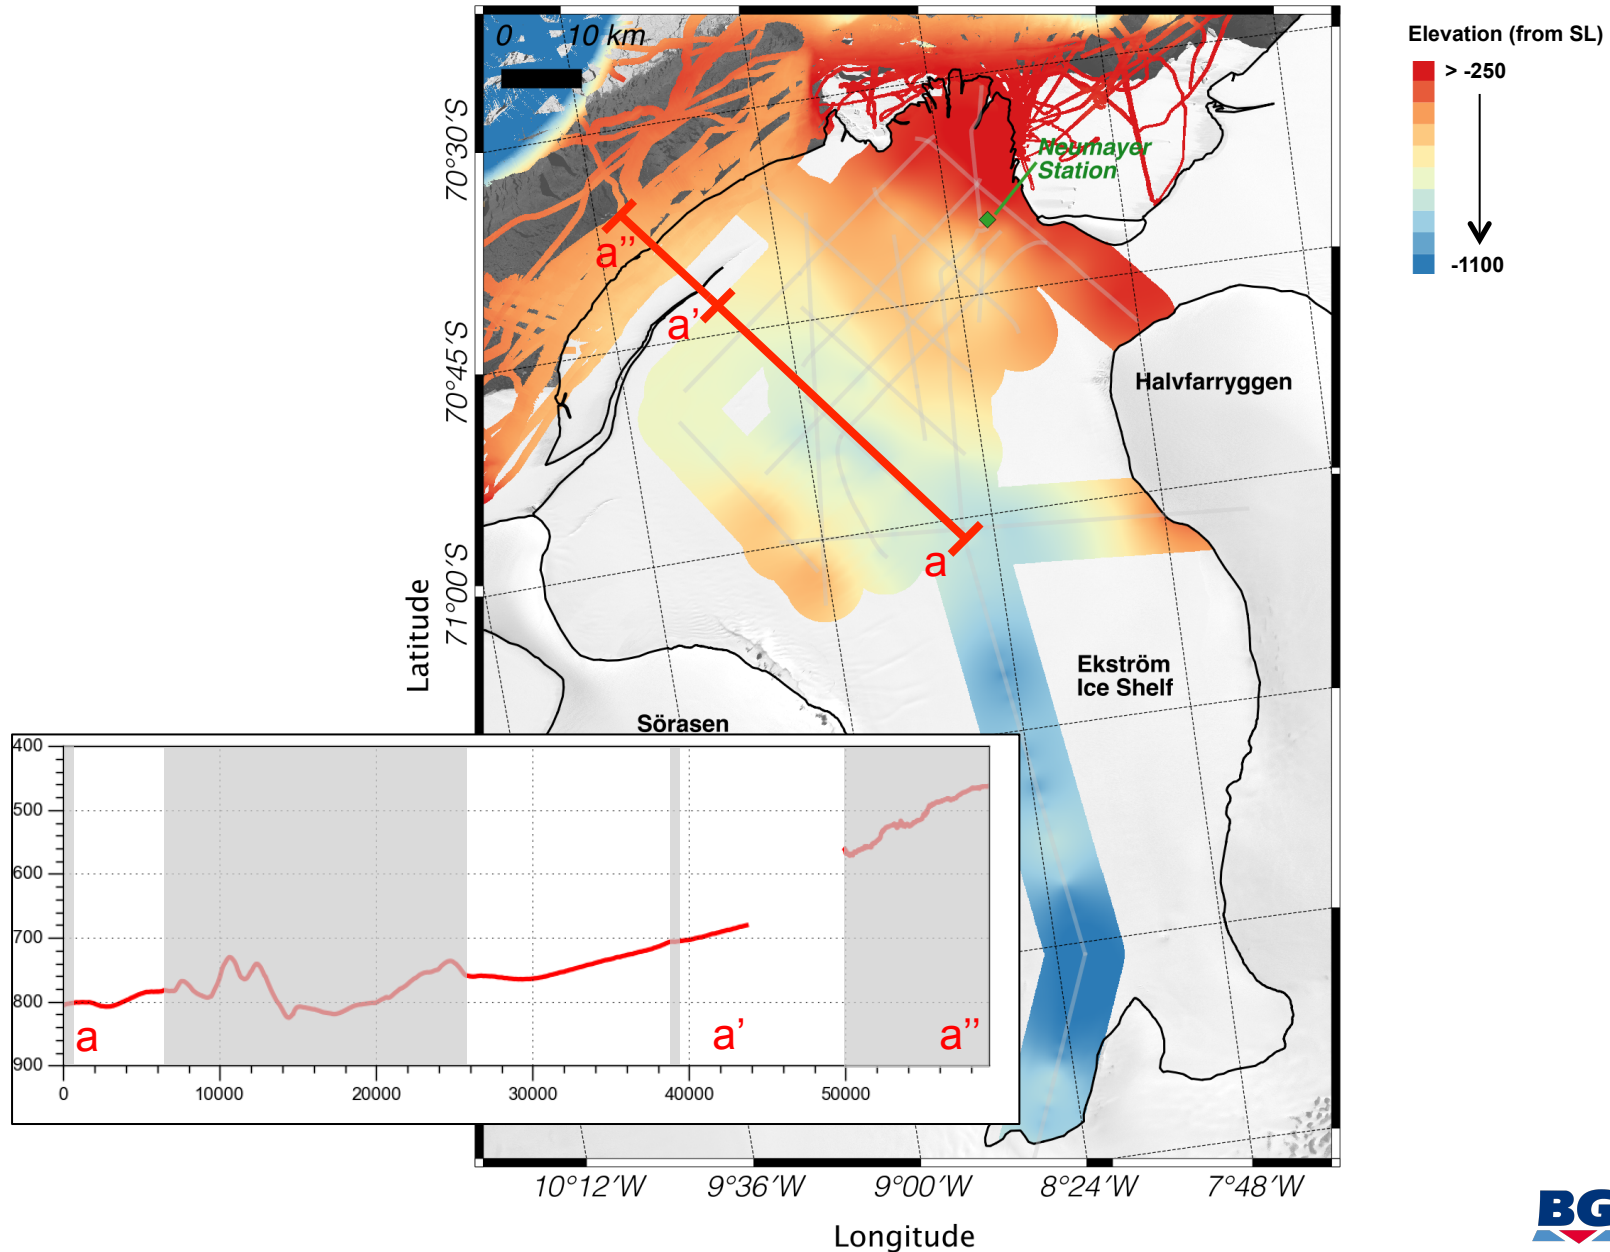 0 10 km
Elevation (from SL)
> -250
-1100
70°30'S
70°45'S
71°00'S
Latitude
Neumayer
Station
a''
a'
a
Halvfarryggen
Ekström
Ice Shelf
Sörasen
400
500
600
700
800
900
a
a'
a''
0 10000 20000 30000 40000 50000
10°12'W 9°36'W 9°00'W 8°24'W 7°48'W
Longitude
BG